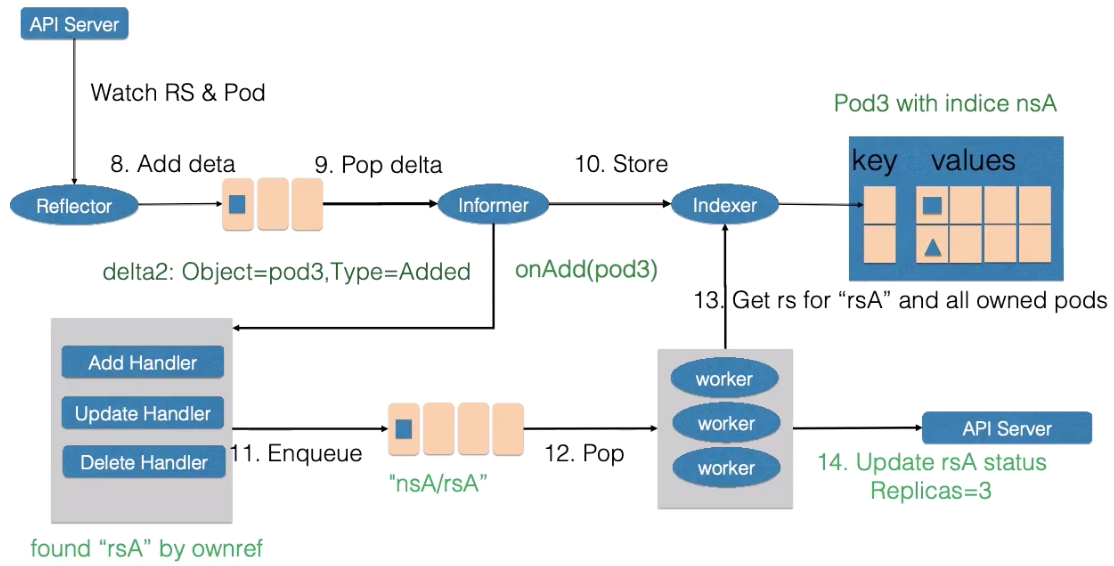 API Server
Watch RS & Pod
Pod3 with indice nsA
key values
8. Add deta
9. Pop delta
10. Store
Reflector
Informer
Indexer
delta2: Object=pod3,Type=Added
onAdd(pod3)
13. Get rs for “rsA” and all owned pods
Add Handler
Update Handler
Delete Handler
worker
worker
worker
11. Enqueue
12. Pop
API Server
"nsA/rsA”
14. Update rsA status
Replicas=3
found “rsA” by ownref